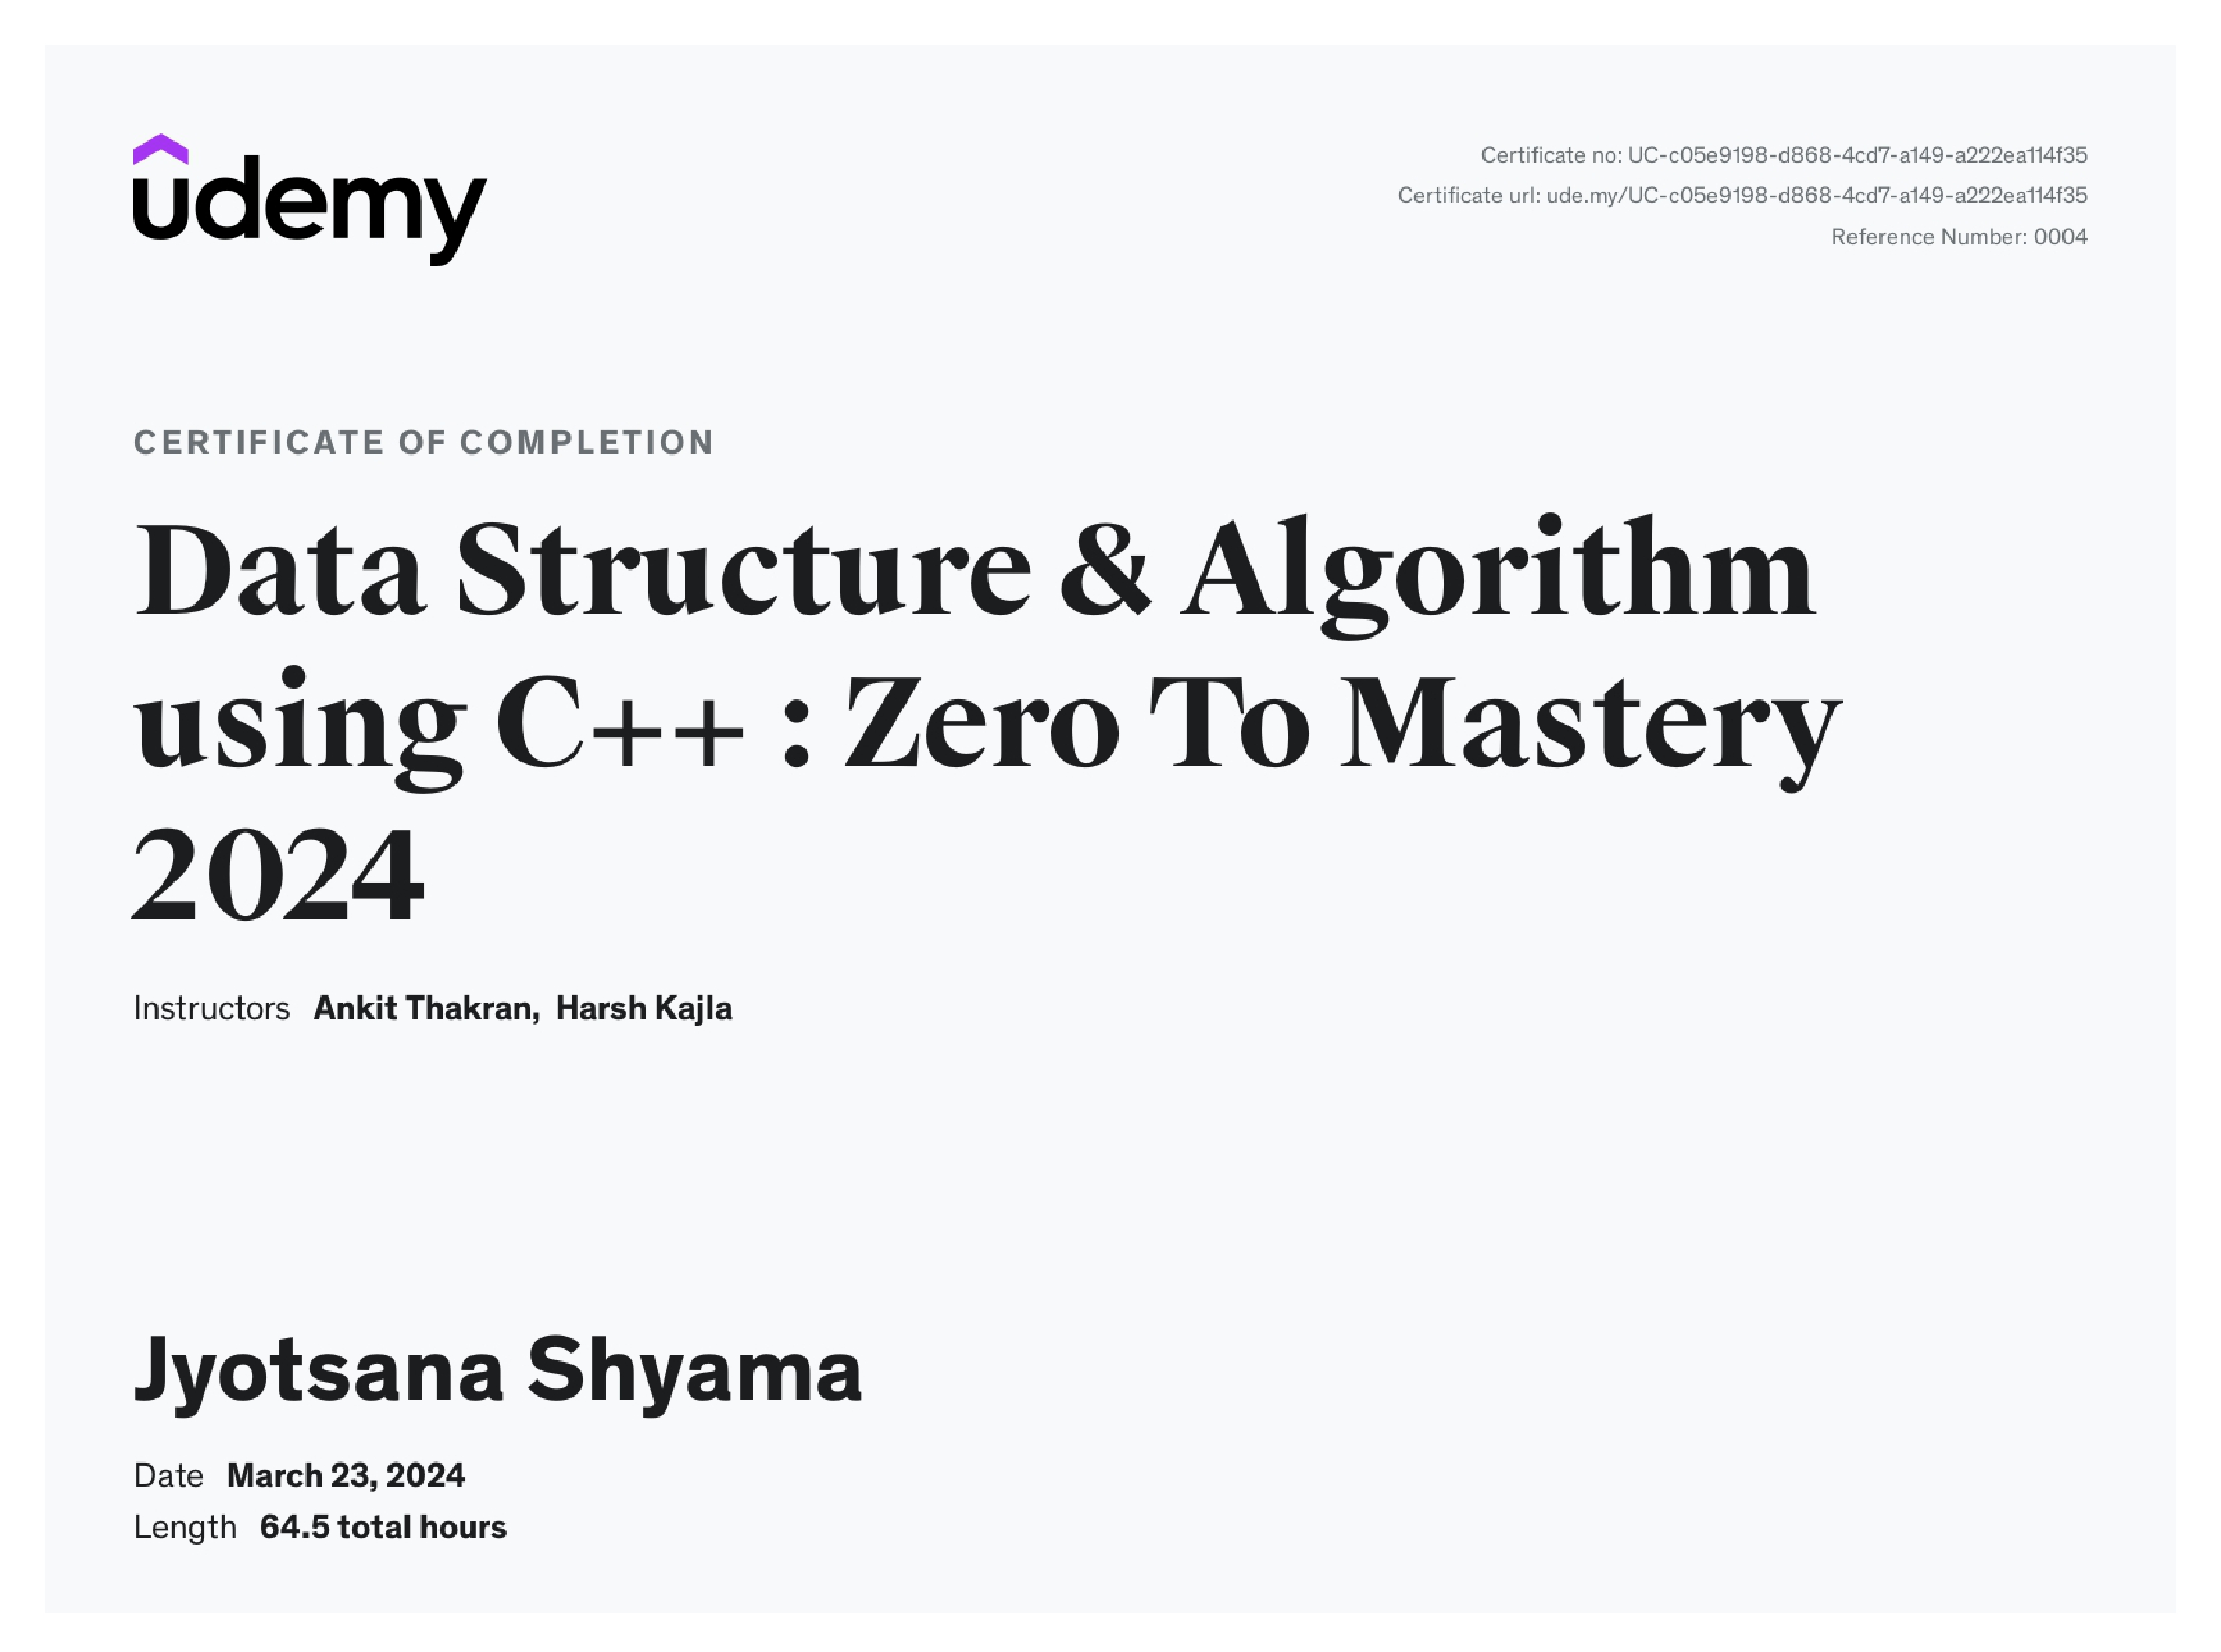 udemy
Certificate no: UC-c05e9198-d868-4cd7-a149-a222ea114f35
Certificate url: ude.my/UC-c05e9198-d868-4cd7-a149-a222ea114f35
Reference Number: 0004
CERTIFICATE OF COMPLETION
Data Structure & Algorithm
using C++ : Zero To Mastery
2024
Instructors Ankit Thakran, Harsh Kajla
Jyotsana Shyama
Date March 23, 2024
Length 64.5 total hours